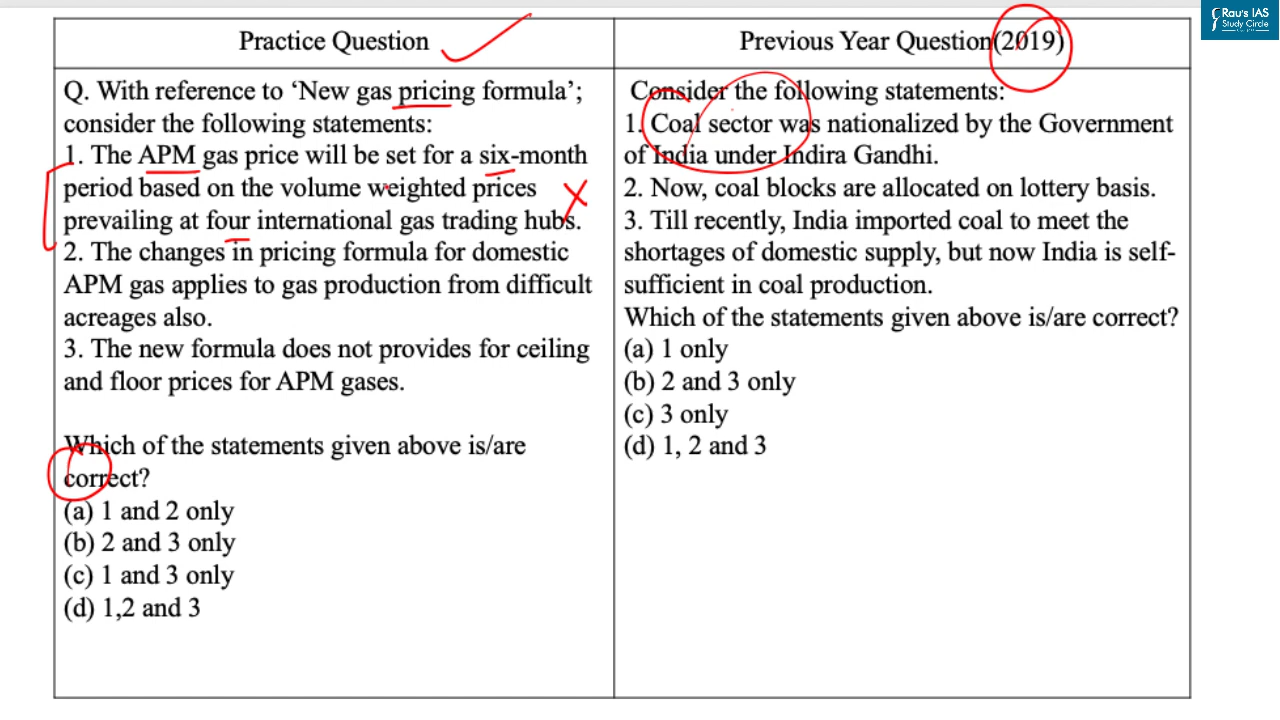 Rau's IAS
Study Circle
Practice Question
Q. With reference to ‘New gas pricing formula’;
consider the following statements:
1. The APM gas price will be set for a six-month
period based on the volume weighted prices
prevailing at four international gas trading hubs.
2. The changes in pricing formula for domestic
APM gas applies to gas production from difficult
acreages also.
3. The new formula does not provides for ceiling
and floor prices for APM gases.
Which of the statements given above is/are
correct?
(a) 1 and 2 only
(b) 2 and 3 only
(c) 1 and 3 only
(d) 1,2 and 3
Previous Year Question(2019)
Consider the following statements:
1. Coal sector was nationalized by the Government
of India under Indira Gandhi.
2. Now, coal blocks are allocated on lottery basis.
3. Till recently, India imported coal to meet the
shortages of domestic supply, but now India is self-
sufficient in coal production.
Which of the statements given above is/are correct?
(a) 1 only
(b) 2 and 3 only
(c) 3 only
(d) 1, 2 and 3